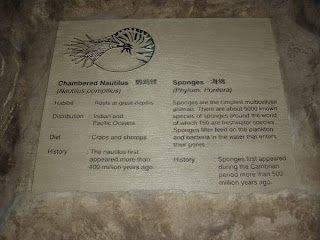 Chambered Nautilus 鸚鵡螺
(Nautilus pompilius)
Habitat : Reefs at great depths
Distribution : Indian and
Pacific Oceans
Diet : Crabs and shrimps
History : The nautilus first
appeared more than
400 million years ago.
Sponges 海綿
(Phylum: Porifera)
Sponges are the simplest multicellular
animals. There are about 5000 known
species of sponges around the world
of which 150 are freshwater species.
Sponges filter feed on the plankton
and bacteria in the water that enters
their pores.
History : Sponges first appeared
during the Cambrian
period more than 500
million years ago.